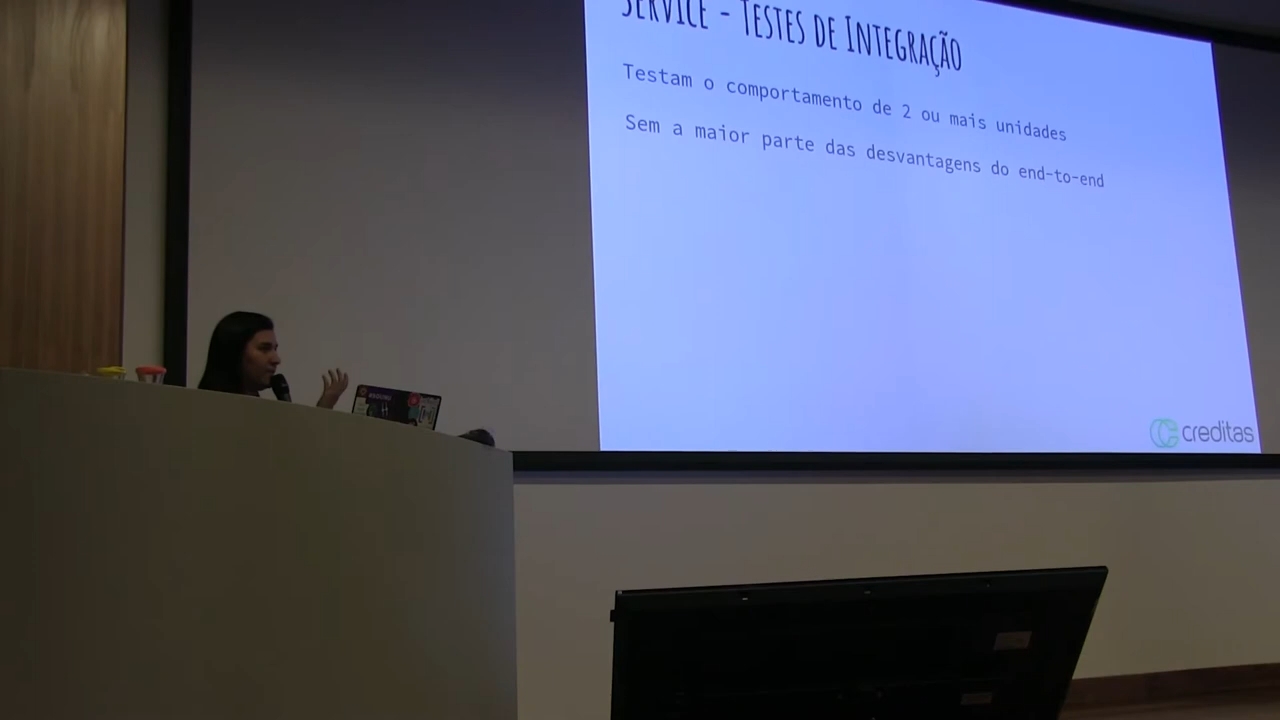 SERVICE - TESTES DE INTEGRAÇÃO
Testam o comportamento de 2 ou mais unidades
Sem a maior parte das desvantagens do end-to-end
creditas